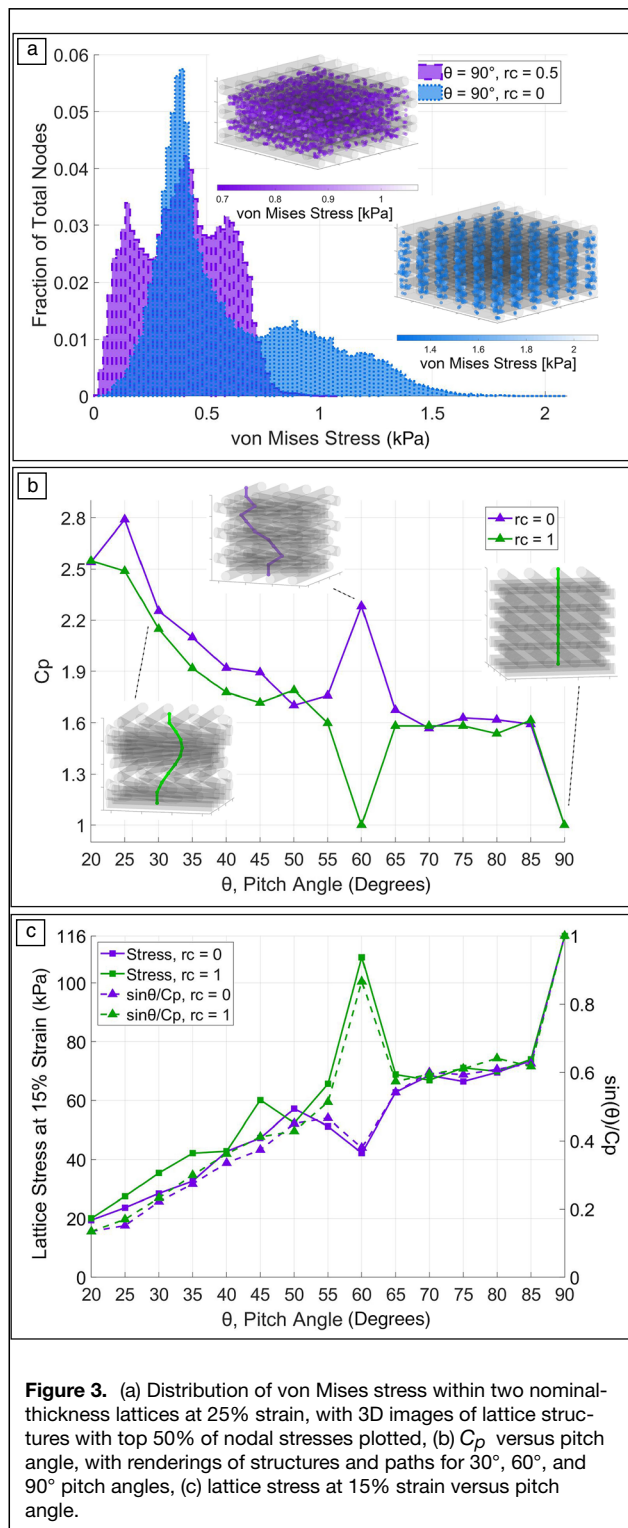 a
0.06
0.05
0.04
0.03
0.02
0.01
0
Fraction of Total Nodes
θ = 90°, rc = 0.5
θ = 90°, rc = 0
0.7 0.8 0.9 1
von Mises Stress [kPa]
1.4 1.6 1.8 2
von Mises Stress [kPa]
0 0.5 1 1.5 2
von Mises Stress (kPa)
b
2.8
2.5
2.2
1.9
1.6
1.3
1
Cp
rc = 0
rc = 1
20 25 30 35 40 45 50 55 60 65 70 75 80 85 90
θ, Pitch Angle (Degrees)
c
116
100
80
60
40
20
0
Lattice Stress at 15% Strain (kPa)
Stress, rc = 0
Stress, rc = 1
sinθ/Cp, rc = 0
sinθ/Cp, rc = 1
1
0.8
0.6
0.4
0.2
0
sin(θ)/Cp
20 25 30 35 40 45 50 55 60 65 70 75 80 85 90
θ, Pitch Angle (Degrees)
Figure 3. (a) Distribution of von Mises stress within two nominal-
thickness lattices at 25% strain, with 3D images of lattice struc-
tures with top 50% of nodal stresses plotted, (b) Cp versus pitch
angle, with renderings of structures and paths for 30°, 60°, and
90° pitch angles, (c) lattice stress at 15% strain versus pitch
angle.